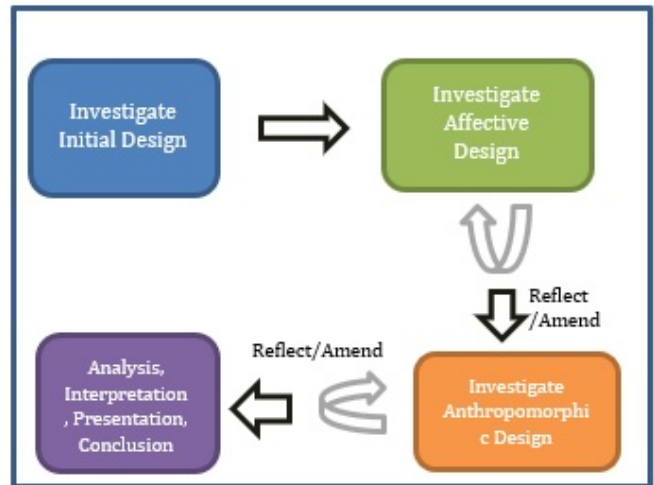 Investigate
Initial Design
Investigate
Affective
Design
Reflect
/Amend
Investigate
Anthropomorphi
c Design
Reflect/Amend
Analysis,
Interpretation
, Presentation,
Conclusion